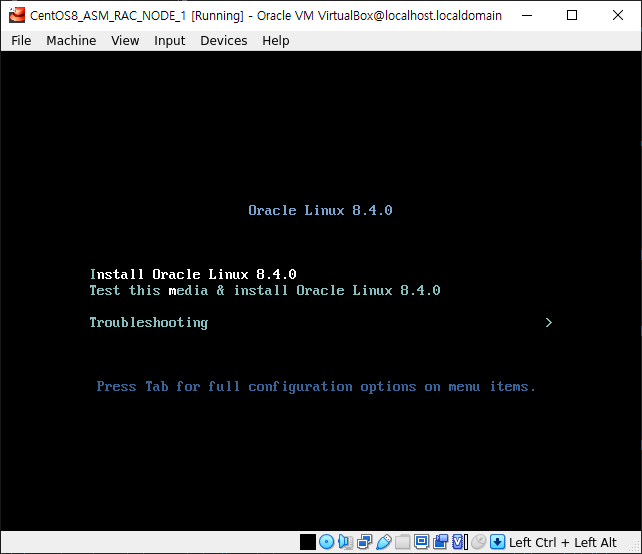 CentOS8_ASM_RAC_NODE_1 [Running] - Oracle VM VirtualBox@localhost.localdomain
File Machine View Input Devices Help
Oracle Linux 8.4.0
Install Oracle Linux 8.4.0
Test this media & install Oracle Linux 8.4.0
Troubleshooting >
Press Tab for full configuration options on menu items.
Left Ctrl + Left Alt